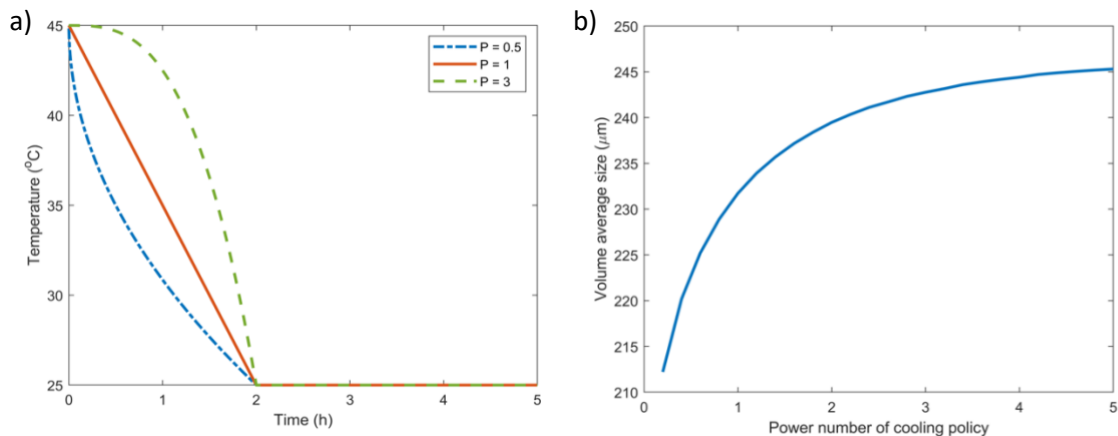 a)
45
40
35
30
25
0
1
2
3
4
5
Temperature (°C)
Time (h)
P = 0.5
P = 1
P = 3
b)
250
245
240
235
230
225
220
215
210
0
1
2
3
4
5
Volume average size (μm)
Power number of cooling policy